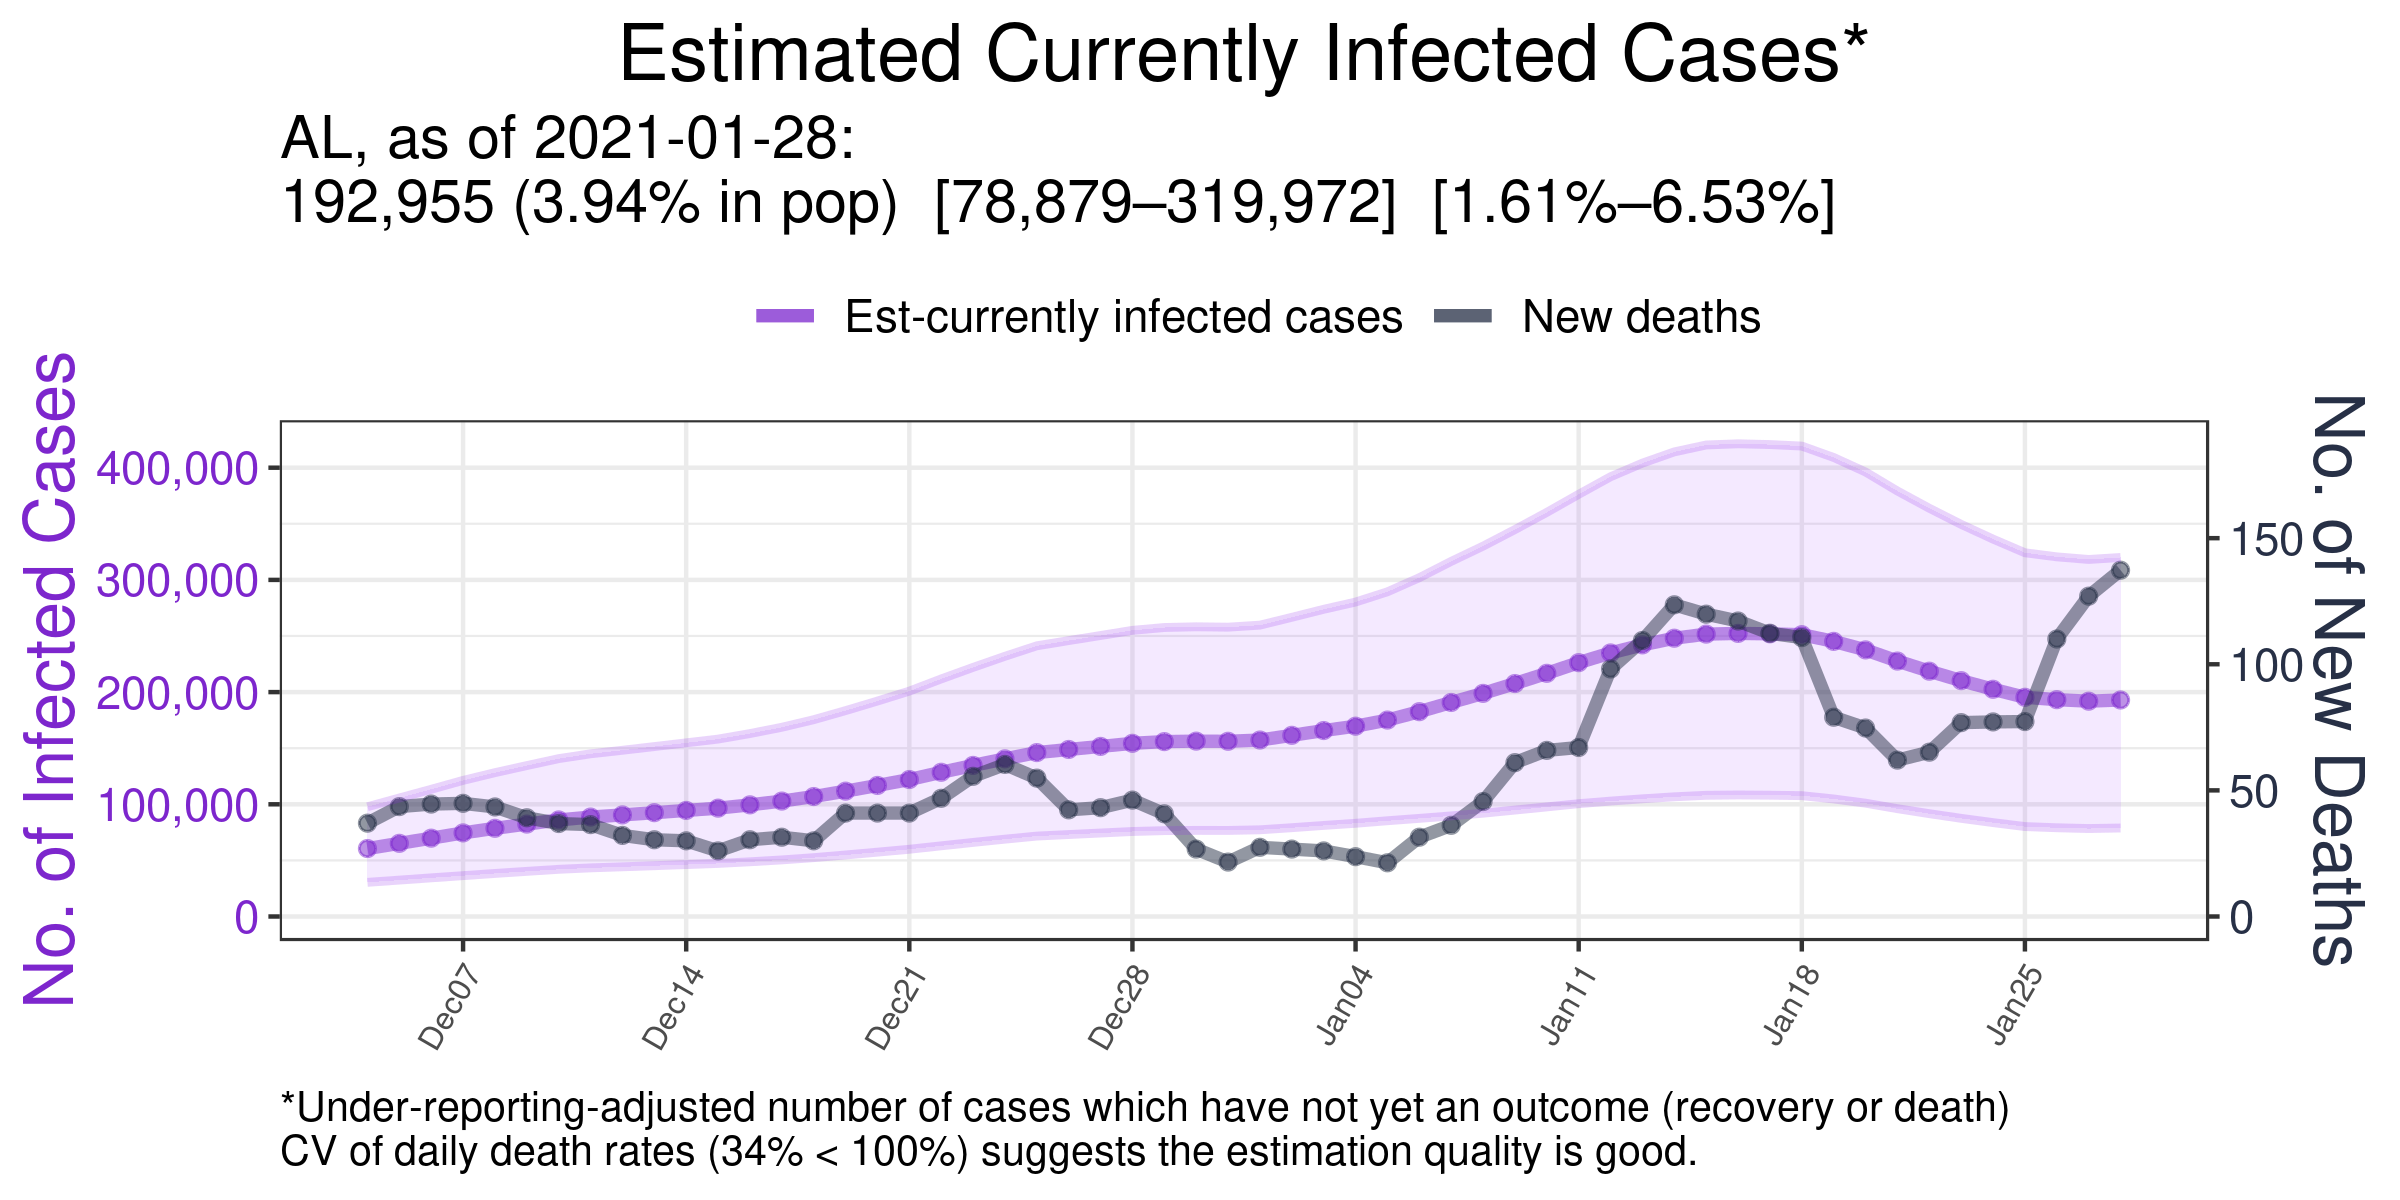 Estimated Currently Infected Cases*
AL, as of 2021-01-28:
192,955 (3.94% in pop)  [78,879–319,972]  [1.61%–6.53%]
Est-currently infected cases
New deaths
No. of Infected Cases
400,000
300,000
200,000
100,000
0
No. of New Deaths
150
100
50
0
Dec07
Dec14
Dec21
Dec28
Jan04
Jan11
Jan18
Jan25
*Under-reporting-adjusted number of cases which have not yet an outcome (recovery or death)
CV of daily death rates (34% < 100%) suggests the estimation quality is good.